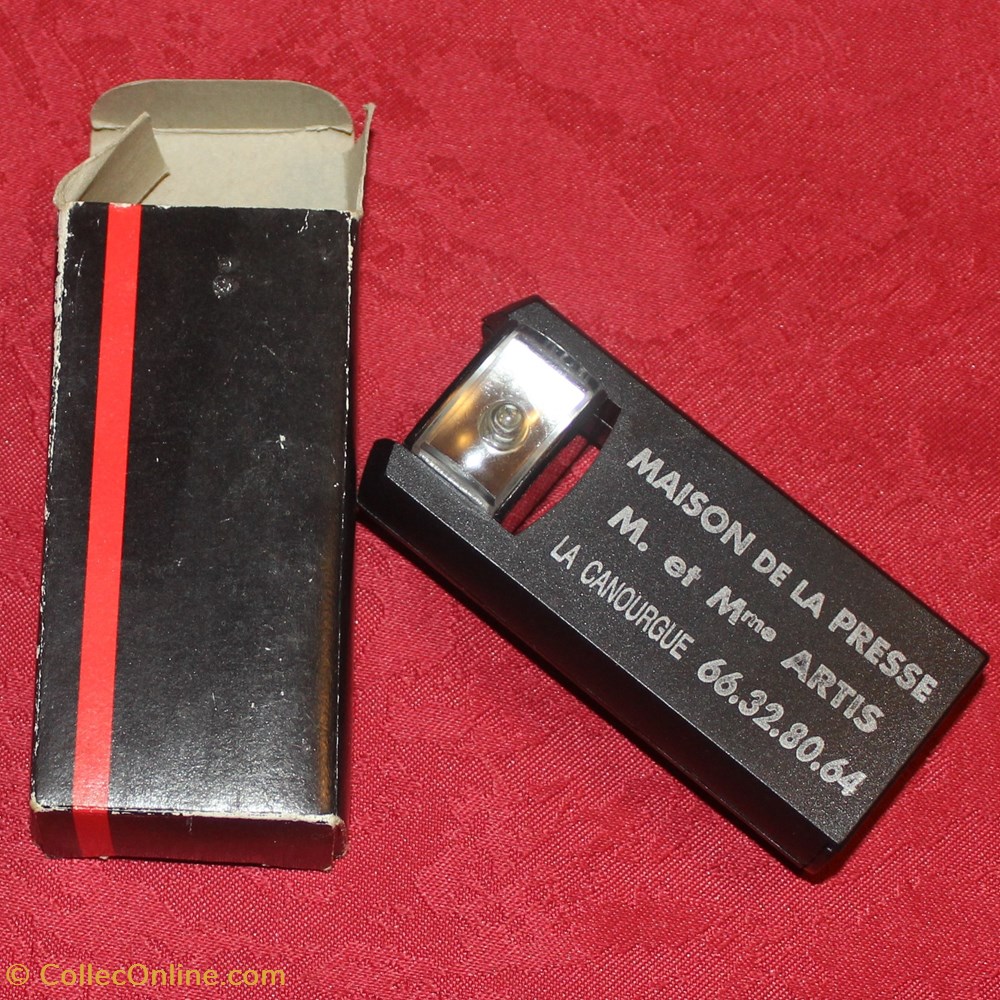 MAISON DE LA PRESSE
M. et Mme ARTIS
LA CANOURGUE 66.32.80.64
© CollecOnline.com